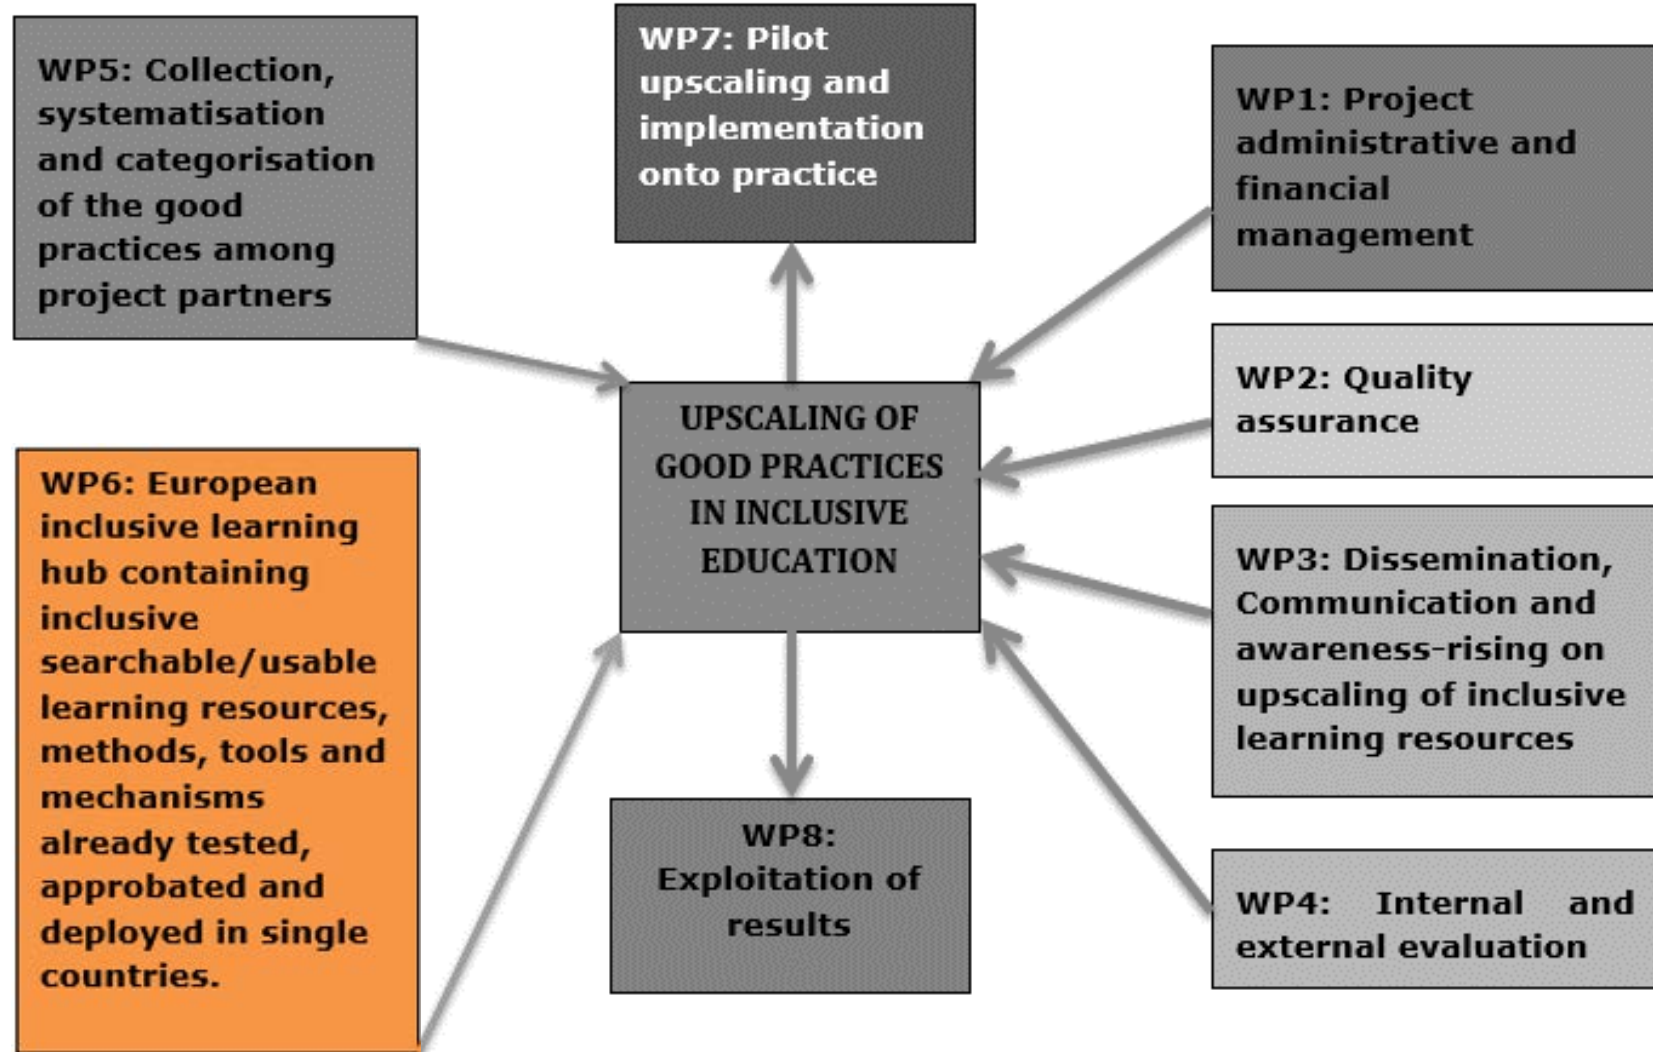 WP5: Collection,
systematisation
and categorisation
of the good
practices among
project partners
WP7: Pilot
upscaling and
implementation
onto practice
WP1: Project
administrative and
financial
management
WP2: Quality
assurance
UPSCALING OF
GOOD PRACTICES
IN INCLUSIVE
EDUCATION
WP6: European
inclusive learning
hub containing
inclusive
searchable/usable
learning resources,
methods, tools and
mechanisms
already tested,
approbated and
deployed in single
countries.
WP3: Dissemination,
Communication and
awareness-rising on
upscaling of inclusive
learning resources
WP8:
Exploitation of
results
WP4: Internal and
external evaluation